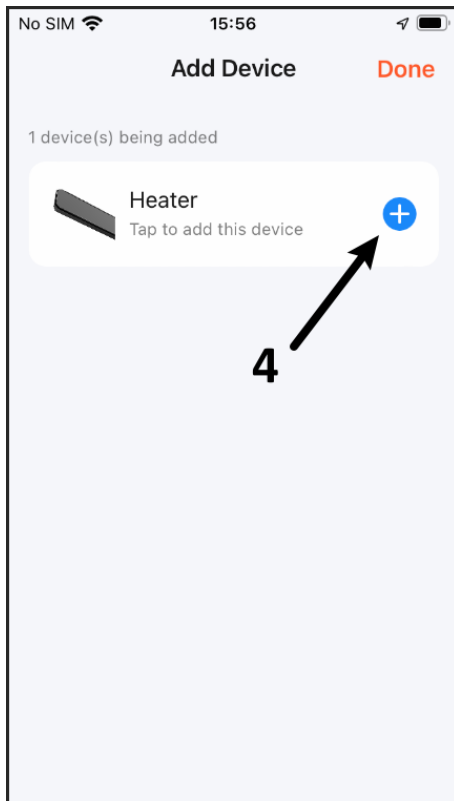 No SIM 15:56
Add Device Done
1 device(s) being added
Heater
Tap to add this device
4